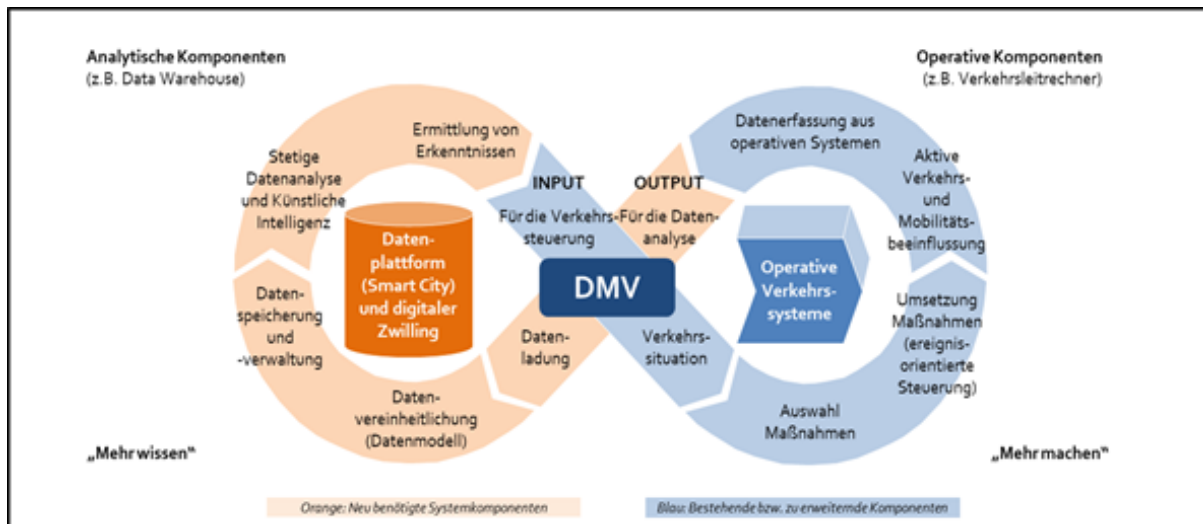 Analytische Komponenten
(z.B. Data Warehouse)
Operative Komponenten
(z.B. Verkehrsleitrechner)
Ermittlung von
Erkenntnissen
Stetige
Datenanalyse
und Künstliche
Intelligenz
Daten-
speicherung
und
-verwaltung
Daten-
vereinheitlichung
(Datenmodell)
Daten-
ladung
Daten-
plattform
(Smart City)
und digitaler
Zwilling
INPUT
Für die Verkehrs-
steuerung
OUTPUT
Für die Daten-
analyse
DMV
Datenerfassung aus
operativen Systemen
Aktive
Verkehrs-
und
Mobilitäts-
beeinflussung
Umsetzung
Maßnahmen
(ereignis-
orientierte
Steuerung)
Auswahl
Maßnahmen
Verkehrs-
situation
Operative
Verkehrs-
systeme
„Mehr wissen“
„Mehr machen“
Orange: Neu benötigte Systemkomponenten
Blau: Bestehende bzw. zu erweiternde Komponenten